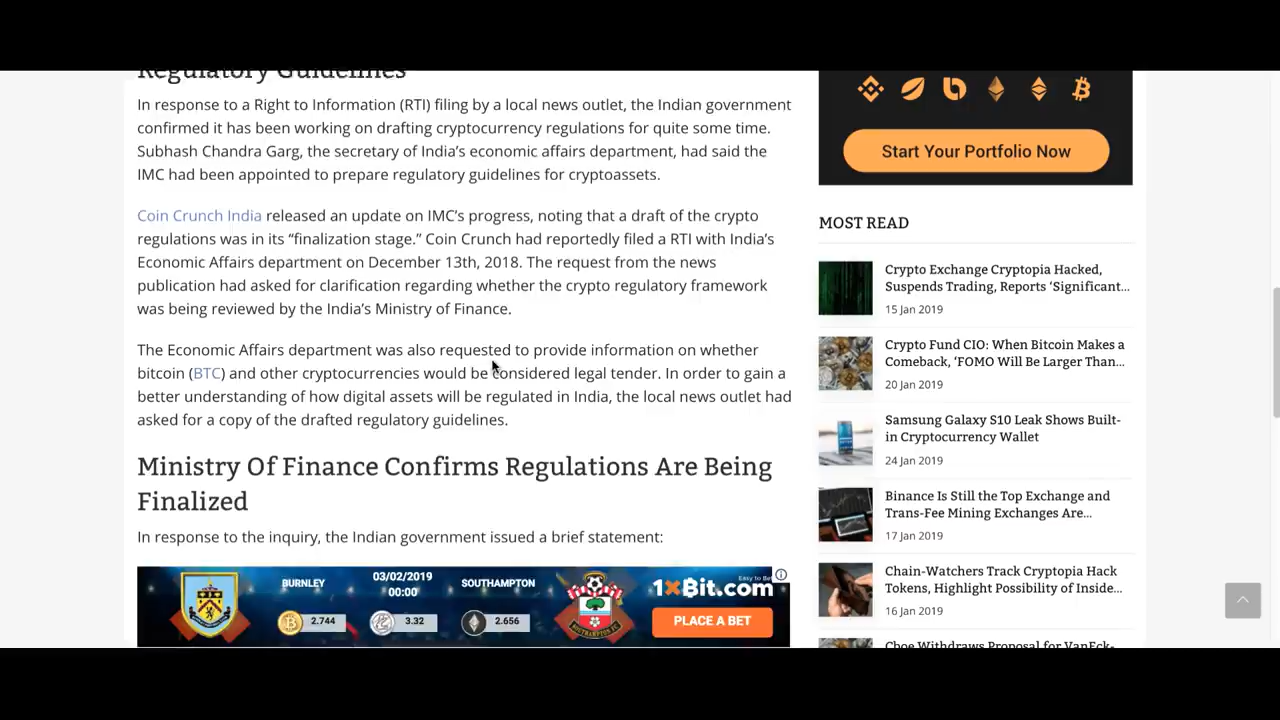 Regulatory Guidelines
In response to a Right to Information (RTI) filing by a local news outlet, the Indian government
confirmed it has been working on drafting cryptocurrency regulations for quite some time.
Subhash Chandra Garg, the secretary of India's economic affairs department, had said the
IMC had been appointed to prepare regulatory guidelines for cryptoassets.
Coin Crunch India released an update on IMC's progress, noting that a draft of the crypto
regulations was in its “finalization stage.” Coin Crunch had reportedly filed a RTI with India's
Economic Affairs department on December 13th, 2018. The request from the news
publication had asked for clarification regarding whether the crypto regulatory framework
was being reviewed by the India's Ministry of Finance.
The Economic Affairs department was also requested to provide information on whether
bitcoin (BTC) and other cryptocurrencies would be considered legal tender. In order to gain a
better understanding of how digital assets will be regulated in India, the local news outlet had
asked for a copy of the drafted regulatory guidelines.
Ministry Of Finance Confirms Regulations Are Being
Finalized
In response to the inquiry, the Indian government issued a brief statement:
BURNLEY
03/02/2019
00:00
SOUTHAMPTON
2.744
3.32
2.656
Easy to Be
1xBit.com
PLACE A BET
Start Your Portfolio Now
MOST READ
Crypto Exchange Cryptopia Hacked,
Suspends Trading, Reports ‘Significant...
15 Jan 2019
Crypto Fund CIO: When Bitcoin Makes a
Comeback, ‘FOMO Will Be Larger Than...
20 Jan 2019
Samsung Galaxy S10 Leak Shows Built-
in Cryptocurrency Wallet
24 Jan 2019
Binance Is Still the Top Exchange and
Trans-Fee Mining Exchanges Are...
17 Jan 2019
Chain-Watchers Track Cryptopia Hack
Tokens, Highlight Possibility of Inside...
16 Jan 2019
Cboe Withdraws Proposal for VanEck-